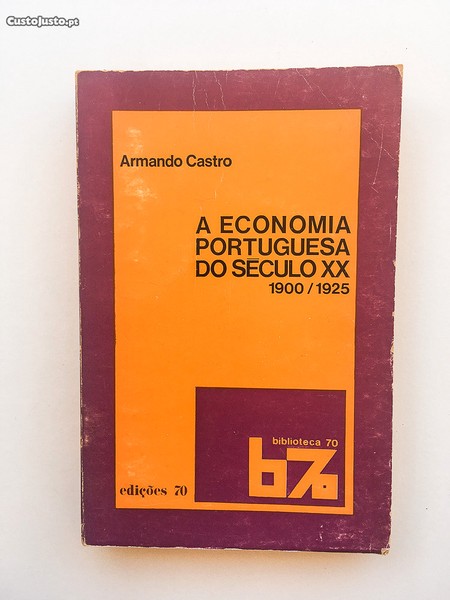 CustoJusto.pt
Armando Castro
A ECONOMIA
PORTUGUESA
DO SÉCULO XX
1900 / 1925
biblioteca 70
b70
edições 70